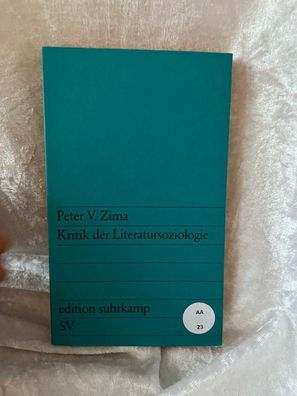 Peter V. Zima
Kritik der Literatursoziologie
edition suhrkamp
SV
AA
23